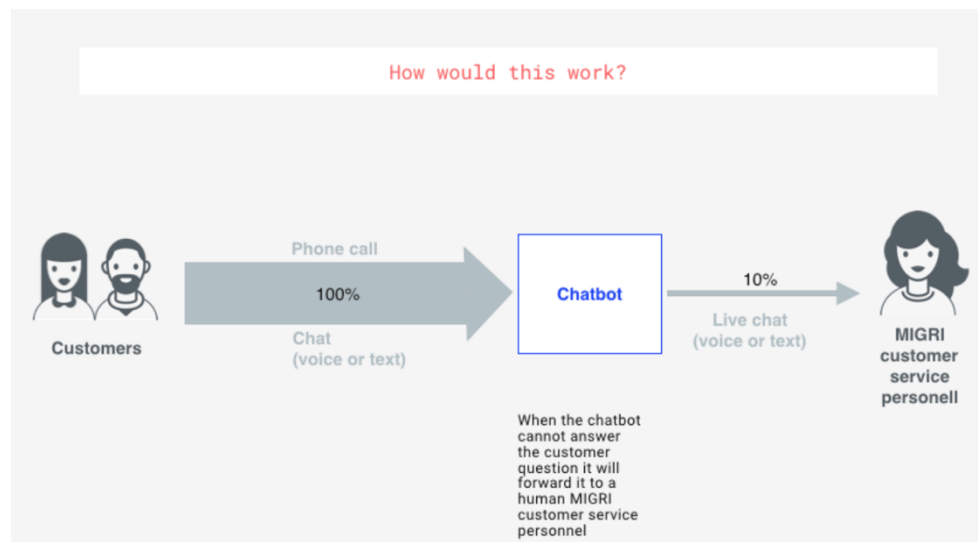 How would this work?
Phone call
100%
Chat
(voice or text)
Customers
Chatbot
10%
Live chat
(voice or text)
MIGRI
customer
service
personell
When the chatbot
cannot answer
the customer
question it will
forward it to a
human MIGRI
customer service
personnel